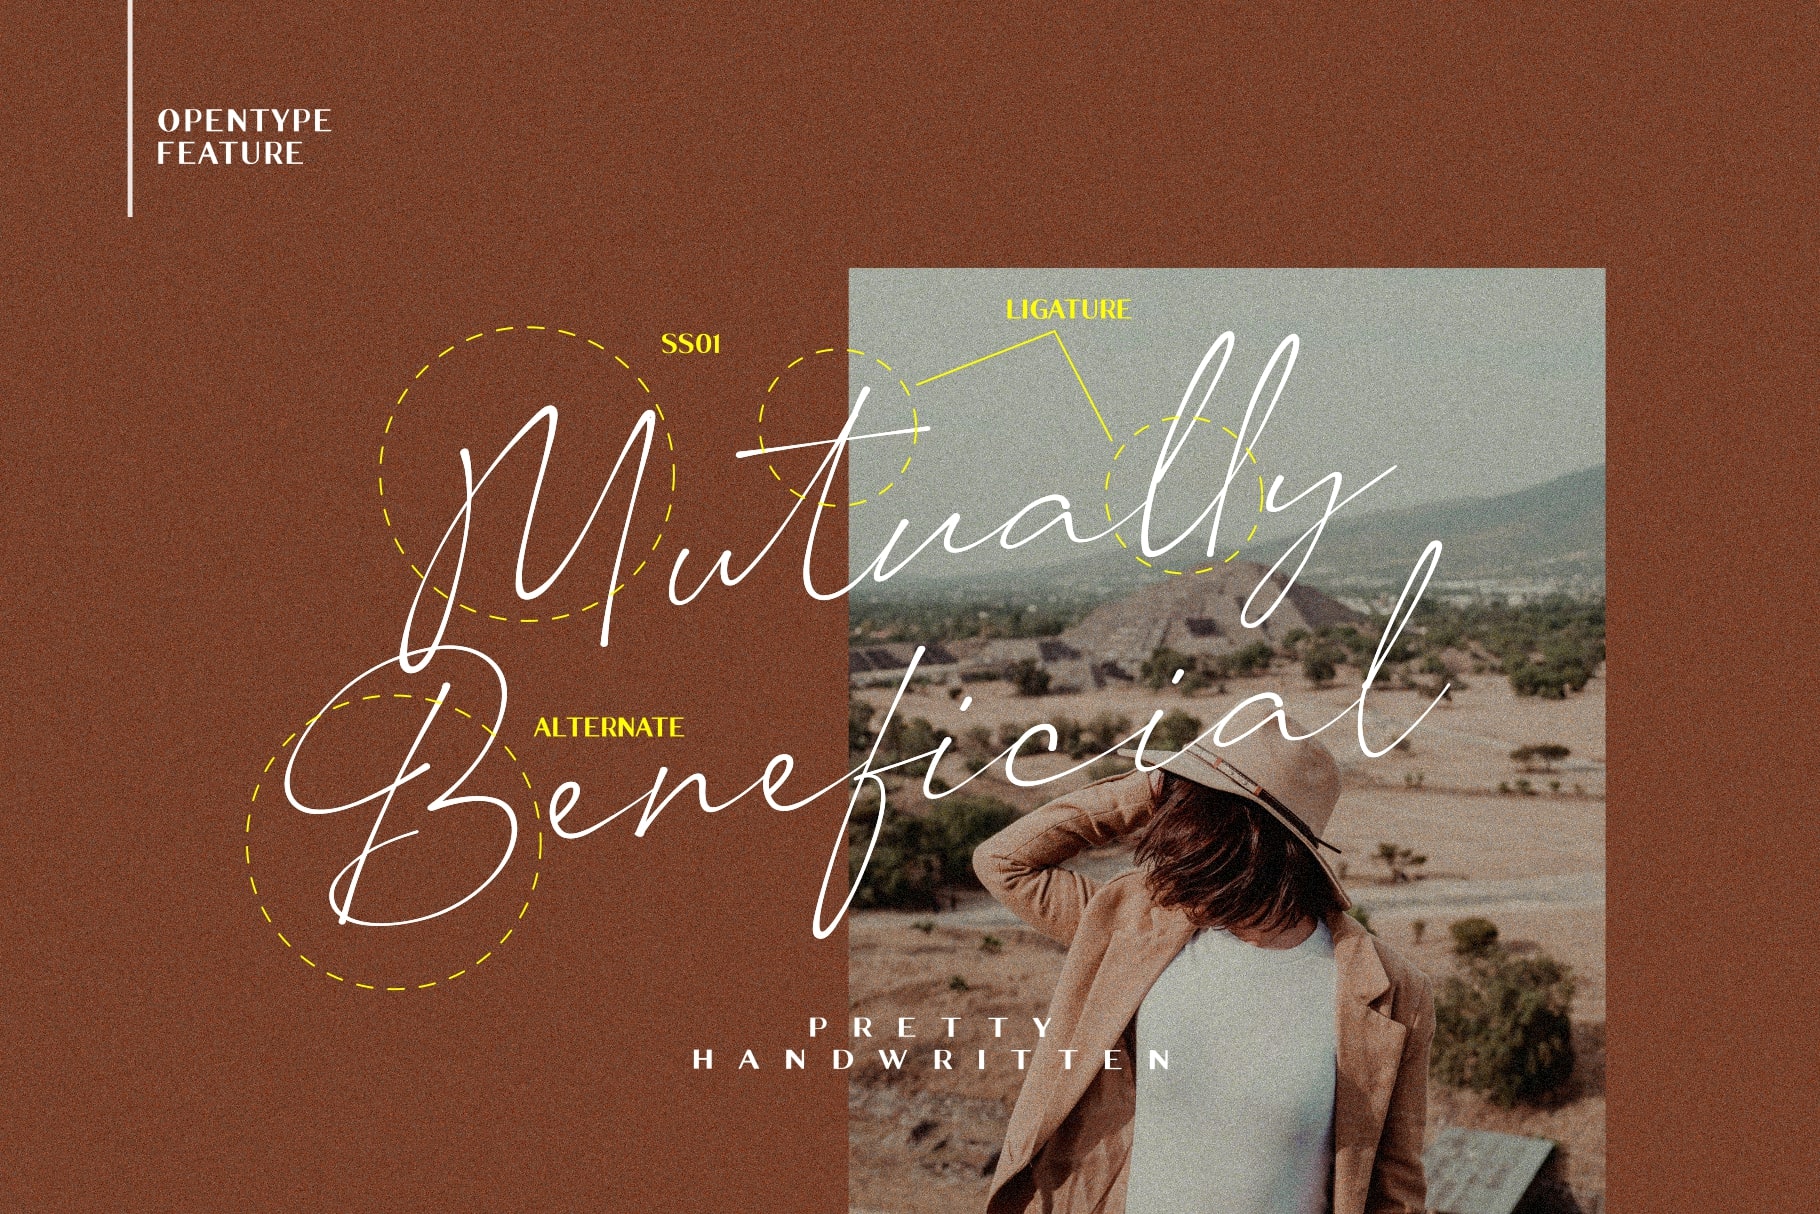 OPENTYPE
FEATURE
LIGATURE
SS01
Mutually
ALTERNATE
Beneficial
PRETTY
HANDWRITTEN